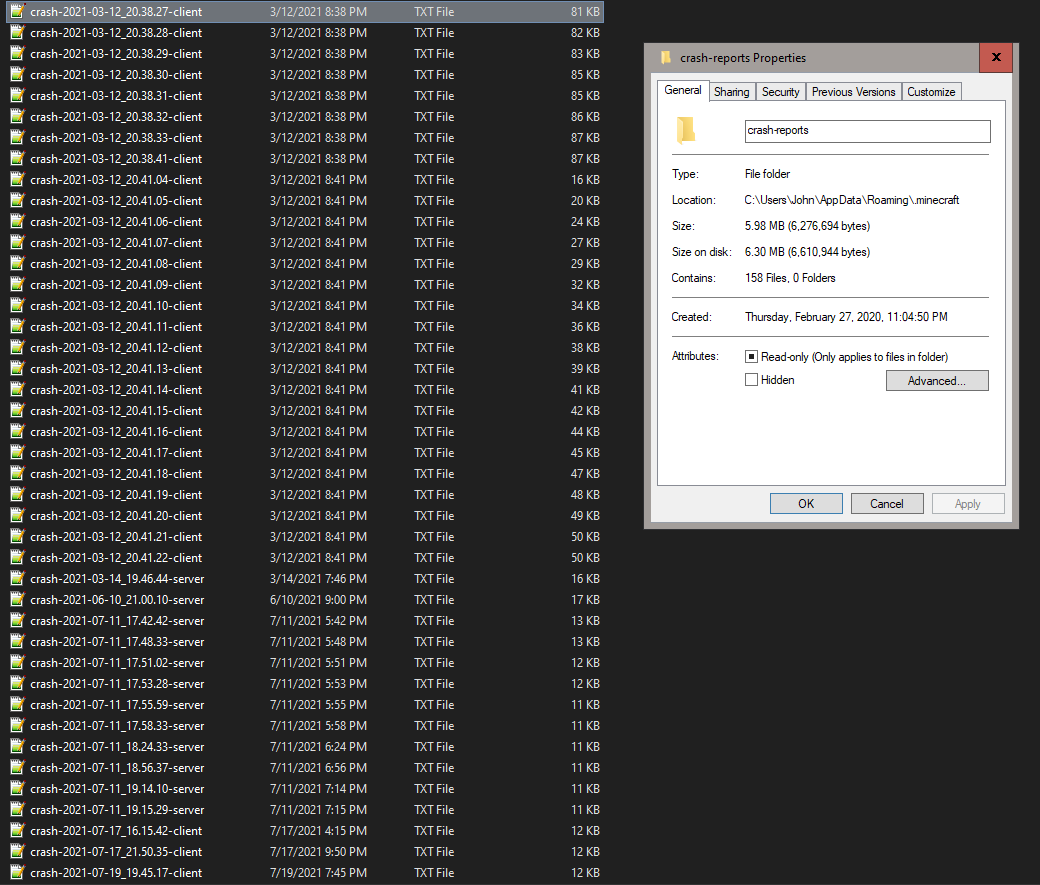 crash-2021-03-12_20.38.27-client 3/12/2021 8:38 PM TXT File 81 KB
crash-2021-03-12_20.38.28-client 3/12/2021 8:38 PM TXT File 82 KB
crash-2021-03-12_20.38.29-client 3/12/2021 8:38 PM TXT File 83 KB
crash-2021-03-12_20.38.30-client 3/12/2021 8:38 PM TXT File 85 KB
crash-2021-03-12_20.38.31-client 3/12/2021 8:38 PM TXT File 85 KB
crash-2021-03-12_20.38.32-client 3/12/2021 8:38 PM TXT File 86 KB
crash-2021-03-12_20.38.33-client 3/12/2021 8:38 PM TXT File 87 KB
crash-2021-03-12_20.38.41-client 3/12/2021 8:38 PM TXT File 87 KB
crash-2021-03-12_20.41.04-client 3/12/2021 8:41 PM TXT File 16 KB
crash-2021-03-12_20.41.05-client 3/12/2021 8:41 PM TXT File 20 KB
crash-2021-03-12_20.41.06-client 3/12/2021 8:41 PM TXT File 24 KB
crash-2021-03-12_20.41.07-client 3/12/2021 8:41 PM TXT File 27 KB
crash-2021-03-12_20.41.08-client 3/12/2021 8:41 PM TXT File 29 KB
crash-2021-03-12_20.41.09-client 3/12/2021 8:41 PM TXT File 32 KB
crash-2021-03-12_20.41.10-client 3/12/2021 8:41 PM TXT File 34 KB
crash-2021-03-12_20.41.11-client 3/12/2021 8:41 PM TXT File 36 KB
crash-2021-03-12_20.41.12-client 3/12/2021 8:41 PM TXT File 38 KB
crash-2021-03-12_20.41.13-client 3/12/2021 8:41 PM TXT File 39 KB
crash-2021-03-12_20.41.14-client 3/12/2021 8:41 PM TXT File 41 KB
crash-2021-03-12_20.41.15-client 3/12/2021 8:41 PM TXT File 42 KB
crash-2021-03-12_20.41.16-client 3/12/2021 8:41 PM TXT File 44 KB
crash-2021-03-12_20.41.17-client 3/12/2021 8:41 PM TXT File 45 KB
crash-2021-03-12_20.41.18-client 3/12/2021 8:41 PM TXT File 47 KB
crash-2021-03-12_20.41.19-client 3/12/2021 8:41 PM TXT File 48 KB
crash-2021-03-12_20.41.20-client 3/12/2021 8:41 PM TXT File 49 KB
crash-2021-03-12_20.41.21-client 3/12/2021 8:41 PM TXT File 50 KB
crash-2021-03-12_20.41.22-client 3/12/2021 8:41 PM TXT File 50 KB
crash-2021-03-14_19.46.44-server 3/14/2021 7:46 PM TXT File 16 KB
crash-2021-06-10_21.00.10-server 6/10/2021 9:00 PM TXT File 17 KB
crash-2021-07-11_17.42.42-server 7/11/2021 5:42 PM TXT File 13 KB
crash-2021-07-11_17.48.33-server 7/11/2021 5:48 PM TXT File 13 KB
crash-2021-07-11_17.51.02-server 7/11/2021 5:51 PM TXT File 12 KB
crash-2021-07-11_17.53.28-server 7/11/2021 5:53 PM TXT File 12 KB
crash-2021-07-11_17.55.59-server 7/11/2021 5:55 PM TXT File 11 KB
crash-2021-07-11_17.58.33-server 7/11/2021 5:58 PM TXT File 11 KB
crash-2021-07-11_18.24.33-server 7/11/2021 6:24 PM TXT File 11 KB
crash-2021-07-11_18.56.37-server 7/11/2021 6:56 PM TXT File 11 KB
crash-2021-07-11_19.14.10-server 7/11/2021 7:14 PM TXT File 11 KB
crash-2021-07-11_19.15.29-server 7/11/2021 7:15 PM TXT File 11 KB
crash-2021-07-17_16.15.42-client 7/17/2021 4:15 PM TXT File 12 KB
crash-2021-07-17_21.50.35-client 7/17/2021 9:50 PM TXT File 12 KB
crash-2021-07-19_19.45.17-client 7/19/2021 7:45 PM TXT File 12 KB
crash-reports Properties
General Sharing Security Previous Versions Customize
crash-reports
Type: File folder
Location: C:\Users\John\AppData\Roaming\.minecraft
Size: 5.98 MB (6,276,694 bytes)
Size on disk: 6.30 MB (6,610,944 bytes)
Contains: 158 Files, 0 Folders
Created: Thursday, February 27, 2020, 11:04:50 PM
Attributes: Read-only (Only applies to files in folder)
Hidden Advanced...
OK Cancel Apply